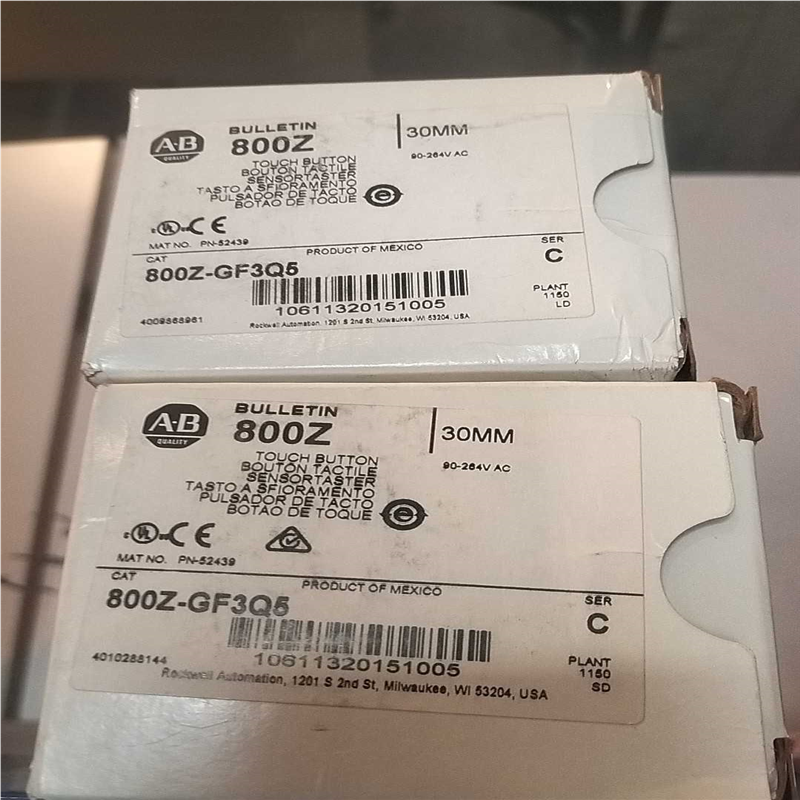 A-B
QUALITY
BULLETIN
800Z
30MM
90-264V AC
TOUCH BUTTON
BOUTON TACTILE
SENSORTASTER
TASTO A SFIORAMENTO
PULSADOR DE TACTO
BOTAO DE TOQUE
UL CE
MAT NO. PN-52439
PRODUCT OF MEXICO
CAT
800Z-GF3Q5
SER
C
10611320151005
PLANT
1150
LD
4009868961
Rockwell Automation, 1201 S 2nd St, Milwaukee, WI 53204, USA
A-B
QUALITY
BULLETIN
800Z
30MM
90-264V AC
TOUCH BUTTON
BOUTON TACTILE
SENSORTASTER
TASTO A SFIORAMENTO
PULSADOR DE TACTO
BOTAO DE TOQUE
UL CE
MAT NO. PN-52439
CAT
PRODUCT OF MEXICO
800Z-GF3Q5
SER
C
10611320151005
4010288144
PLANT
1150
SD
Rockwell Automation, 1201 S 2nd St, Milwaukee, WI 53204, USA